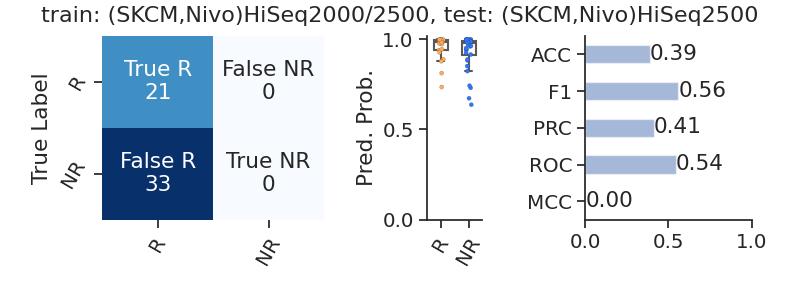 train: (SKCM,Nivo)HiSeq2000/2500, test: (SKCM,Nivo)HiSeq2500
True Label
R
NR
True R
21
False NR
0
False R
33
True NR
0
R
NR
Pred. Prob.
1.0
0.5
0.0
R
NR
ACC
0.39
F1
0.56
PRC
0.41
ROC
0.54
MCC
0.00
0.0
0.5
1.0